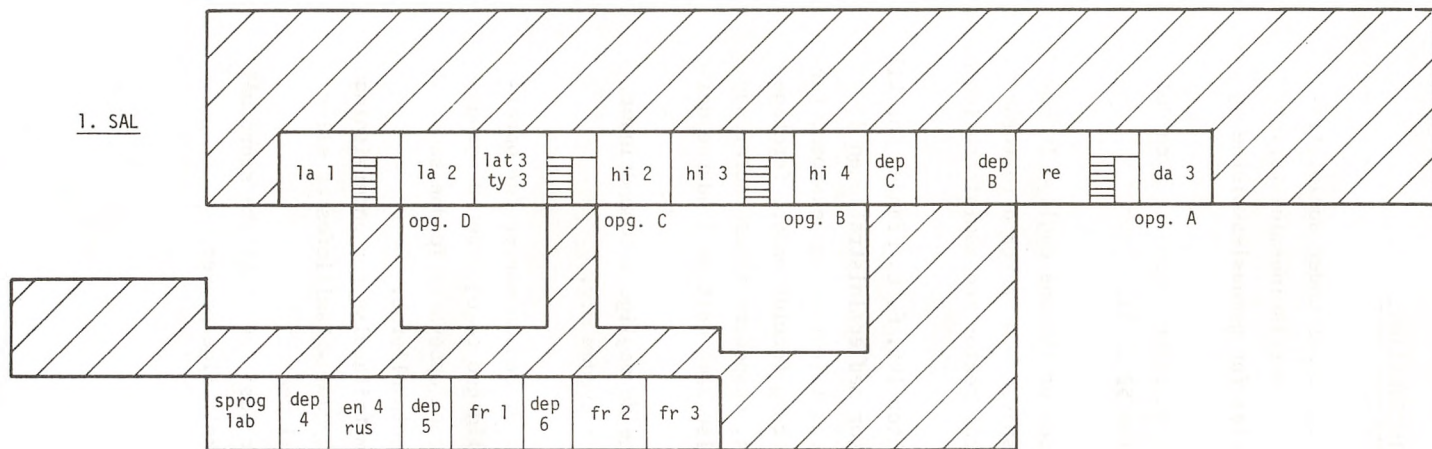 1. SAL
la 1
la 2
lat 3
ty 3
hi 2
hi 3
hi 4
dep
C
dep
B
re
da 3
opg. D
opg. C
opg. B
opg. A
sprog
lab
dep
4
en 4
rus
dep
5
fr 1
dep
6
fr 2
fr 3